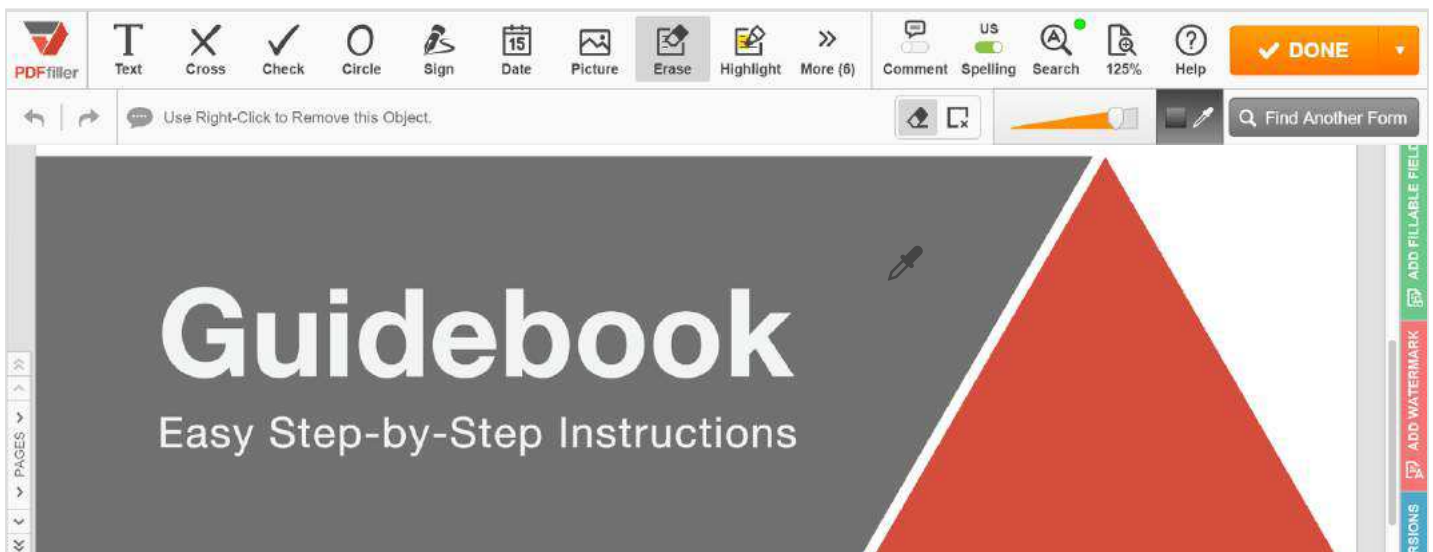 US
15
PDFfiller Text Cross Check Circle Sign Date Picture Erase Highlight More (6) Comment Spelling Search 125% Help
DONE
Use Right-Click to Remove this Object.
Find Another Form
Guidebook
Easy Step-by-Step Instructions
PAGES
ADD FILLABLE FIELD
ADD WATERMARK